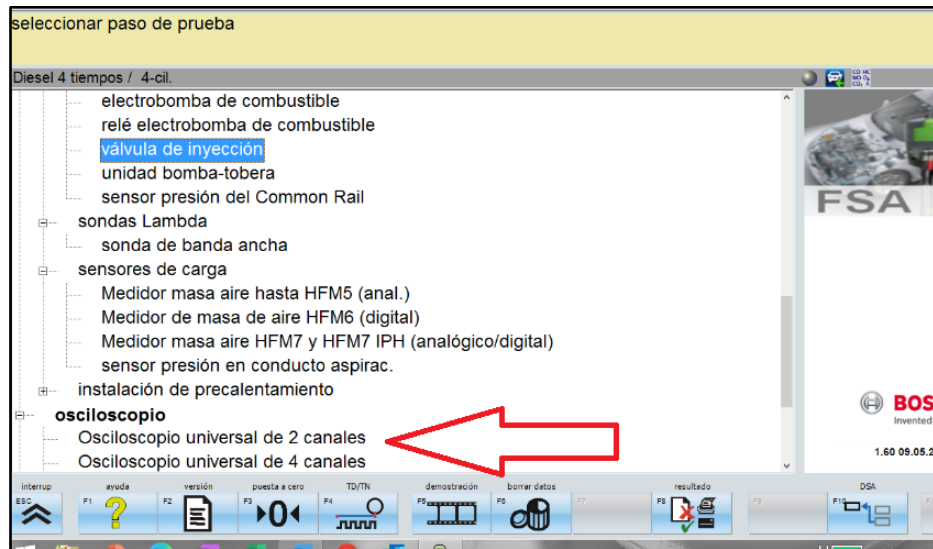 seleccionar paso de prueba
Diesel 4 tiempos / 4-cil.
electrobomba de combustible
relé electrobomba de combustible
válvula de inyección
unidad bomba-tobera
sensor presión del Common Rail
sondas Lambda
sonda de banda ancha
sensores de carga
Medidor masa aire hasta HFM5 (anal.)
Medidor de masa de aire HFM6 (digital)
Medidor masa aire HFM7 y HFM7 IPH (analógico/digital)
sensor presión en conducto aspirac.
instalación de precalentamiento
osciloscopio
Osciloscopio universal de 2 canales
Osciloscopio universal de 4 canales
FSA
BOS
Invented
1.60 09.05.2
interrup ayuda versión puesta a cero TD/TN demostración borrar datos resultado DSA
ESC F1 F2 F3 F4 F5 F6 F7 F8 F9 F10